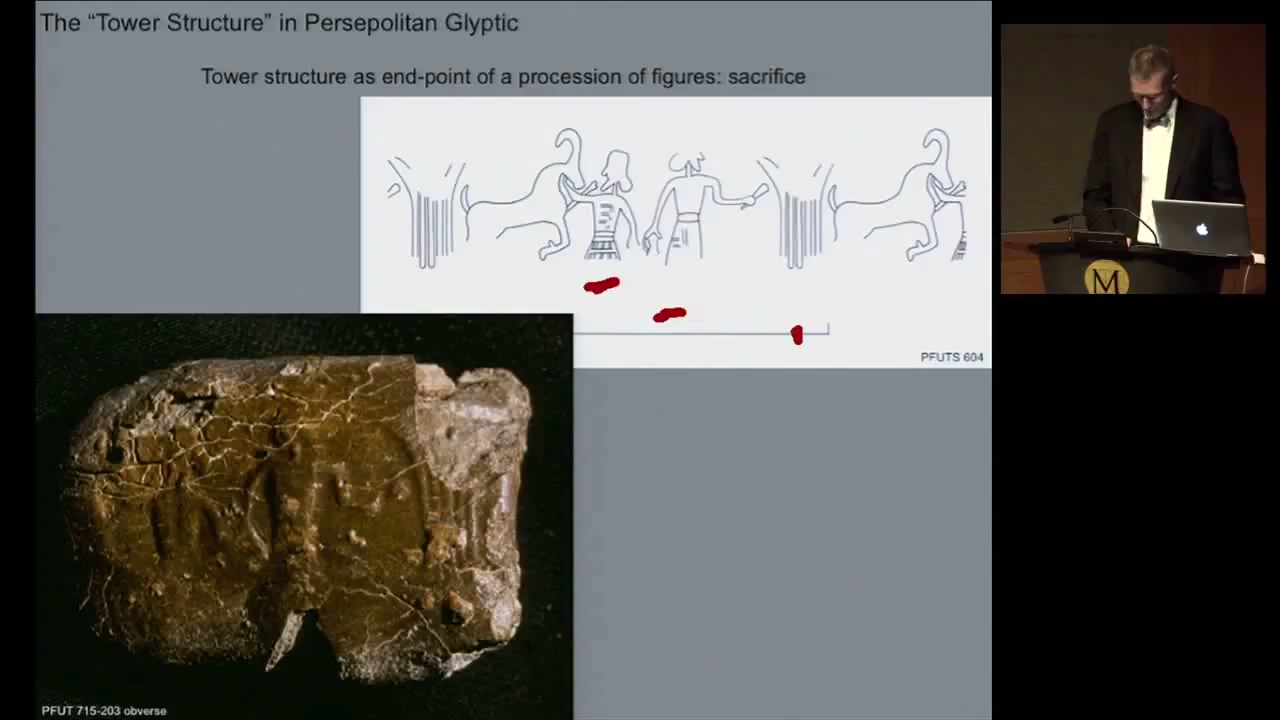 The “Tower Structure” in Persepolitan Glyptic
Tower structure as end-point of a procession of figures: sacrifice
PFUTS 604
PFUT 715-203 obverse
M